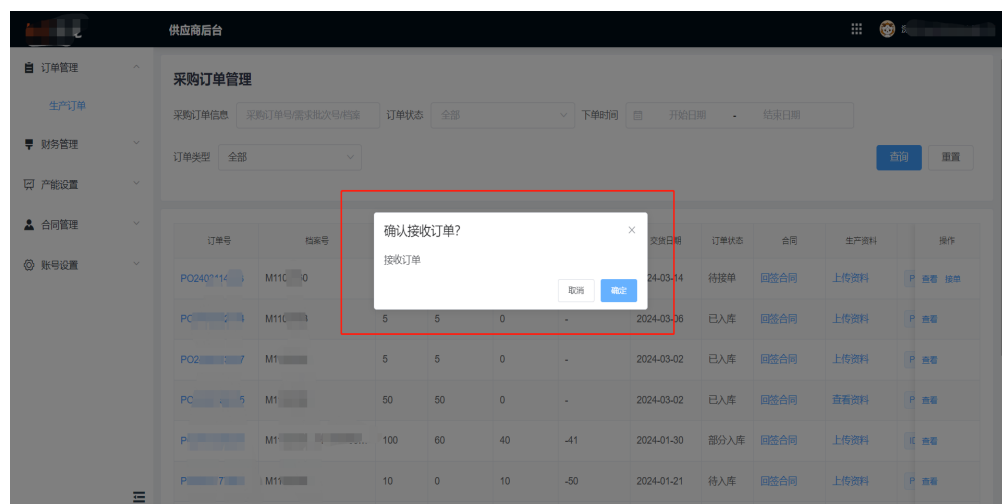 供应商后台
订单管理
生产订单
财务管理
产能设置
合同管理
账号设置
采购订单管理
采购订单信息 采购订单号/需求批次号/档案 订单状态 全部 下单时间 开始日期 - 结束日期
订单类型 全部 查询 重置
确认接收订单?
接收订单
取消 确定
订单号 档案号 交货日期 订单状态 合同 生产资料 操作
24-03-14 待接单 回签合同 上传资料 P 查看 接单
5 5 0 - 2024-03-06 已入库 回签合同 上传资料 P 查看
5 5 0 - 2024-03-02 已入库 回签合同 上传资料 P 查看
50 50 0 - 2024-03-02 已入库 回签合同 查看资料 P 查看
100 60 40 -41 2024-01-30 部分入库 回签合同 上传资料 查看
10 0 10 -50 2024-01-21 待入库 回签合同 上传资料 P 查看